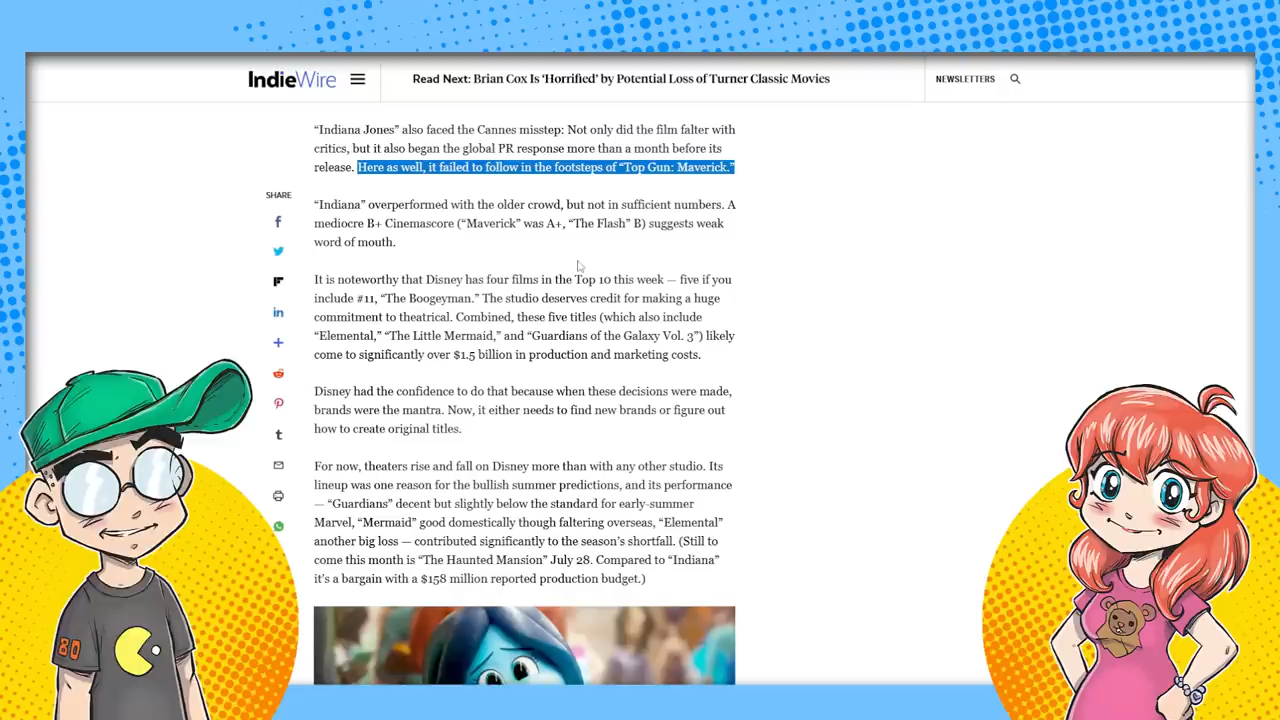 IndieWire
Read Next: Brian Cox Is ‘Horrified’ by Potential Loss of Turner Classic Movies
NEWSLETTERS
“Indiana Jones” also faced the Cannes misstep: Not only did the film falter with
critics, but it also began the global PR response more than a month before its
release. Here as well, it failed to follow in the footsteps of “Top Gun: Maverick.”
SHARE
“Indiana” overperformed with the older crowd, but not in sufficient numbers. A
mediocre B+ Cinemascore (“Maverick” was A+, “The Flash” B) suggests weak
word of mouth.
It is noteworthy that Disney has four films in the Top 10 this week — five if you
include #11, “The Boogeyman.” The studio deserves credit for making a huge
commitment to theatrical. Combined, these five titles (which also include
“Elemental,” “The Little Mermaid,” and “Guardians of the Galaxy Vol. 3”) likely
come to significantly over $1.5 billion in production and marketing costs.
Disney had the confidence to do that because when these decisions were made,
brands were the mantra. Now, it either needs to find new brands or figure out
how to create original titles.
For now, theaters rise and fall on Disney more than with any other studio. Its
lineup was one reason for the bullish summer predictions, and its performance
— “Guardians” decent but slightly below the standard for early-summer
Marvel, “Mermaid” good domestically though faltering overseas, “Elemental”
another big loss — contributed significantly to the season’s shortfall. (Still to
come this month is “The Haunted Mansion” July 28. Compared to “Indiana”
it’s a bargain with a $158 million reported production budget.)
80